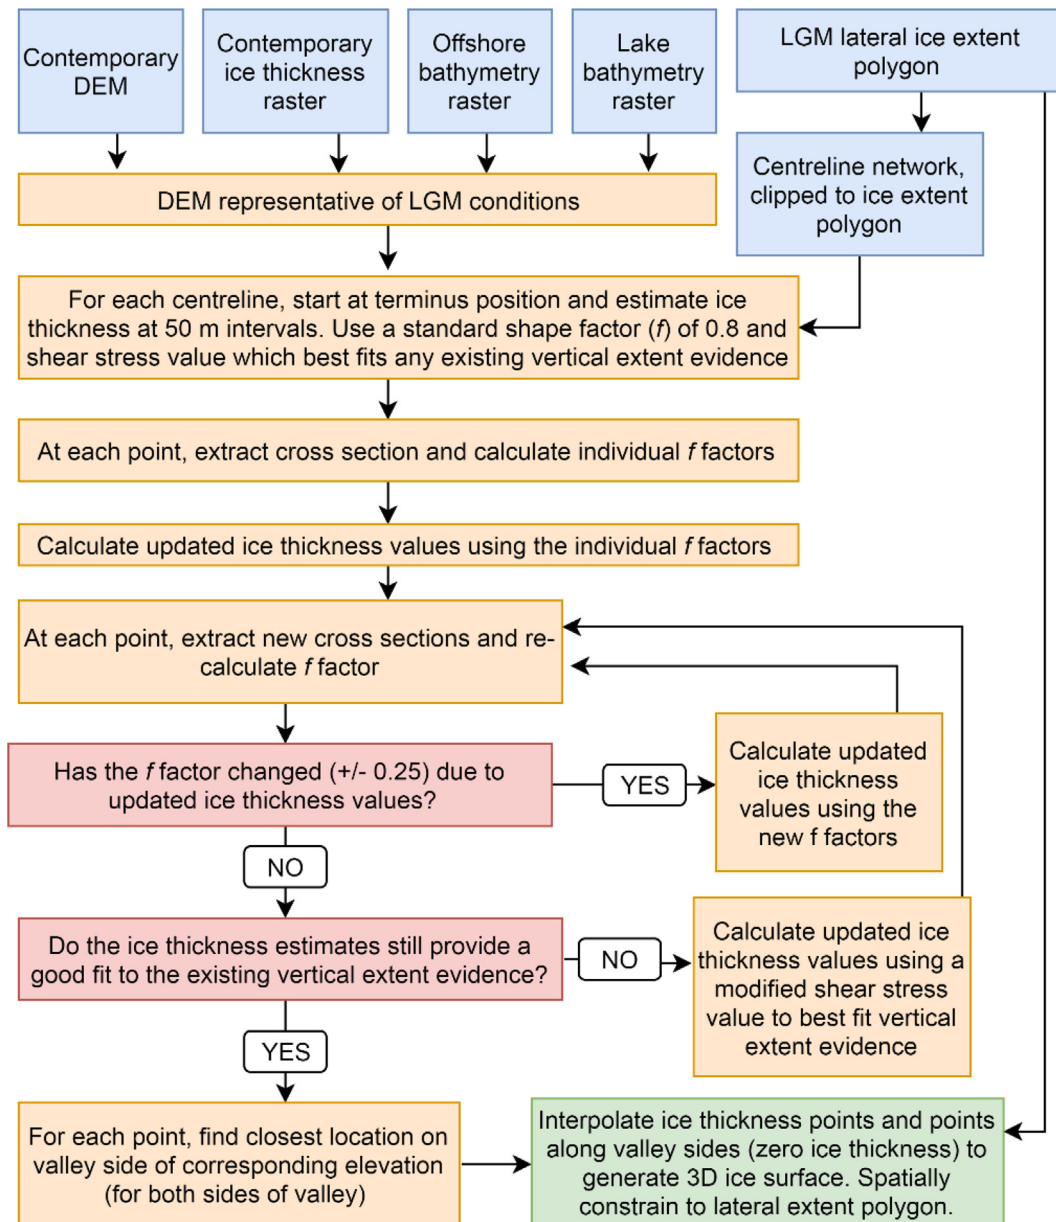 Contemporary
DEM
Contemporary
ice thickness
raster
Offshore
bathymetry
raster
Lake
bathymetry
raster
LGM lateral ice extent
polygon
Centreline network,
clipped to ice extent
polygon
DEM representative of LGM conditions
For each centreline, start at terminus position and estimate ice
thickness at 50 m intervals. Use a standard shape factor (f) of 0.8 and
shear stress value which best fits any existing vertical extent evidence
At each point, extract cross section and calculate individual f factors
Calculate updated ice thickness values using the individual f factors
At each point, extract new cross sections and re-
calculate f factor
Has the f factor changed (+/- 0.25) due to
updated ice thickness values?
YES
Calculate updated
ice thickness
values using the
new f factors
NO
Do the ice thickness estimates still provide a
good fit to the existing vertical extent evidence?
NO
Calculate updated ice
thickness values using a
modified shear stress
value to best fit vertical
extent evidence
YES
For each point, find closest location on
valley side of corresponding elevation
(for both sides of valley)
Interpolate ice thickness points and points
along valley sides (zero ice thickness) to
generate 3D ice surface. Spatially
constrain to lateral extent polygon.